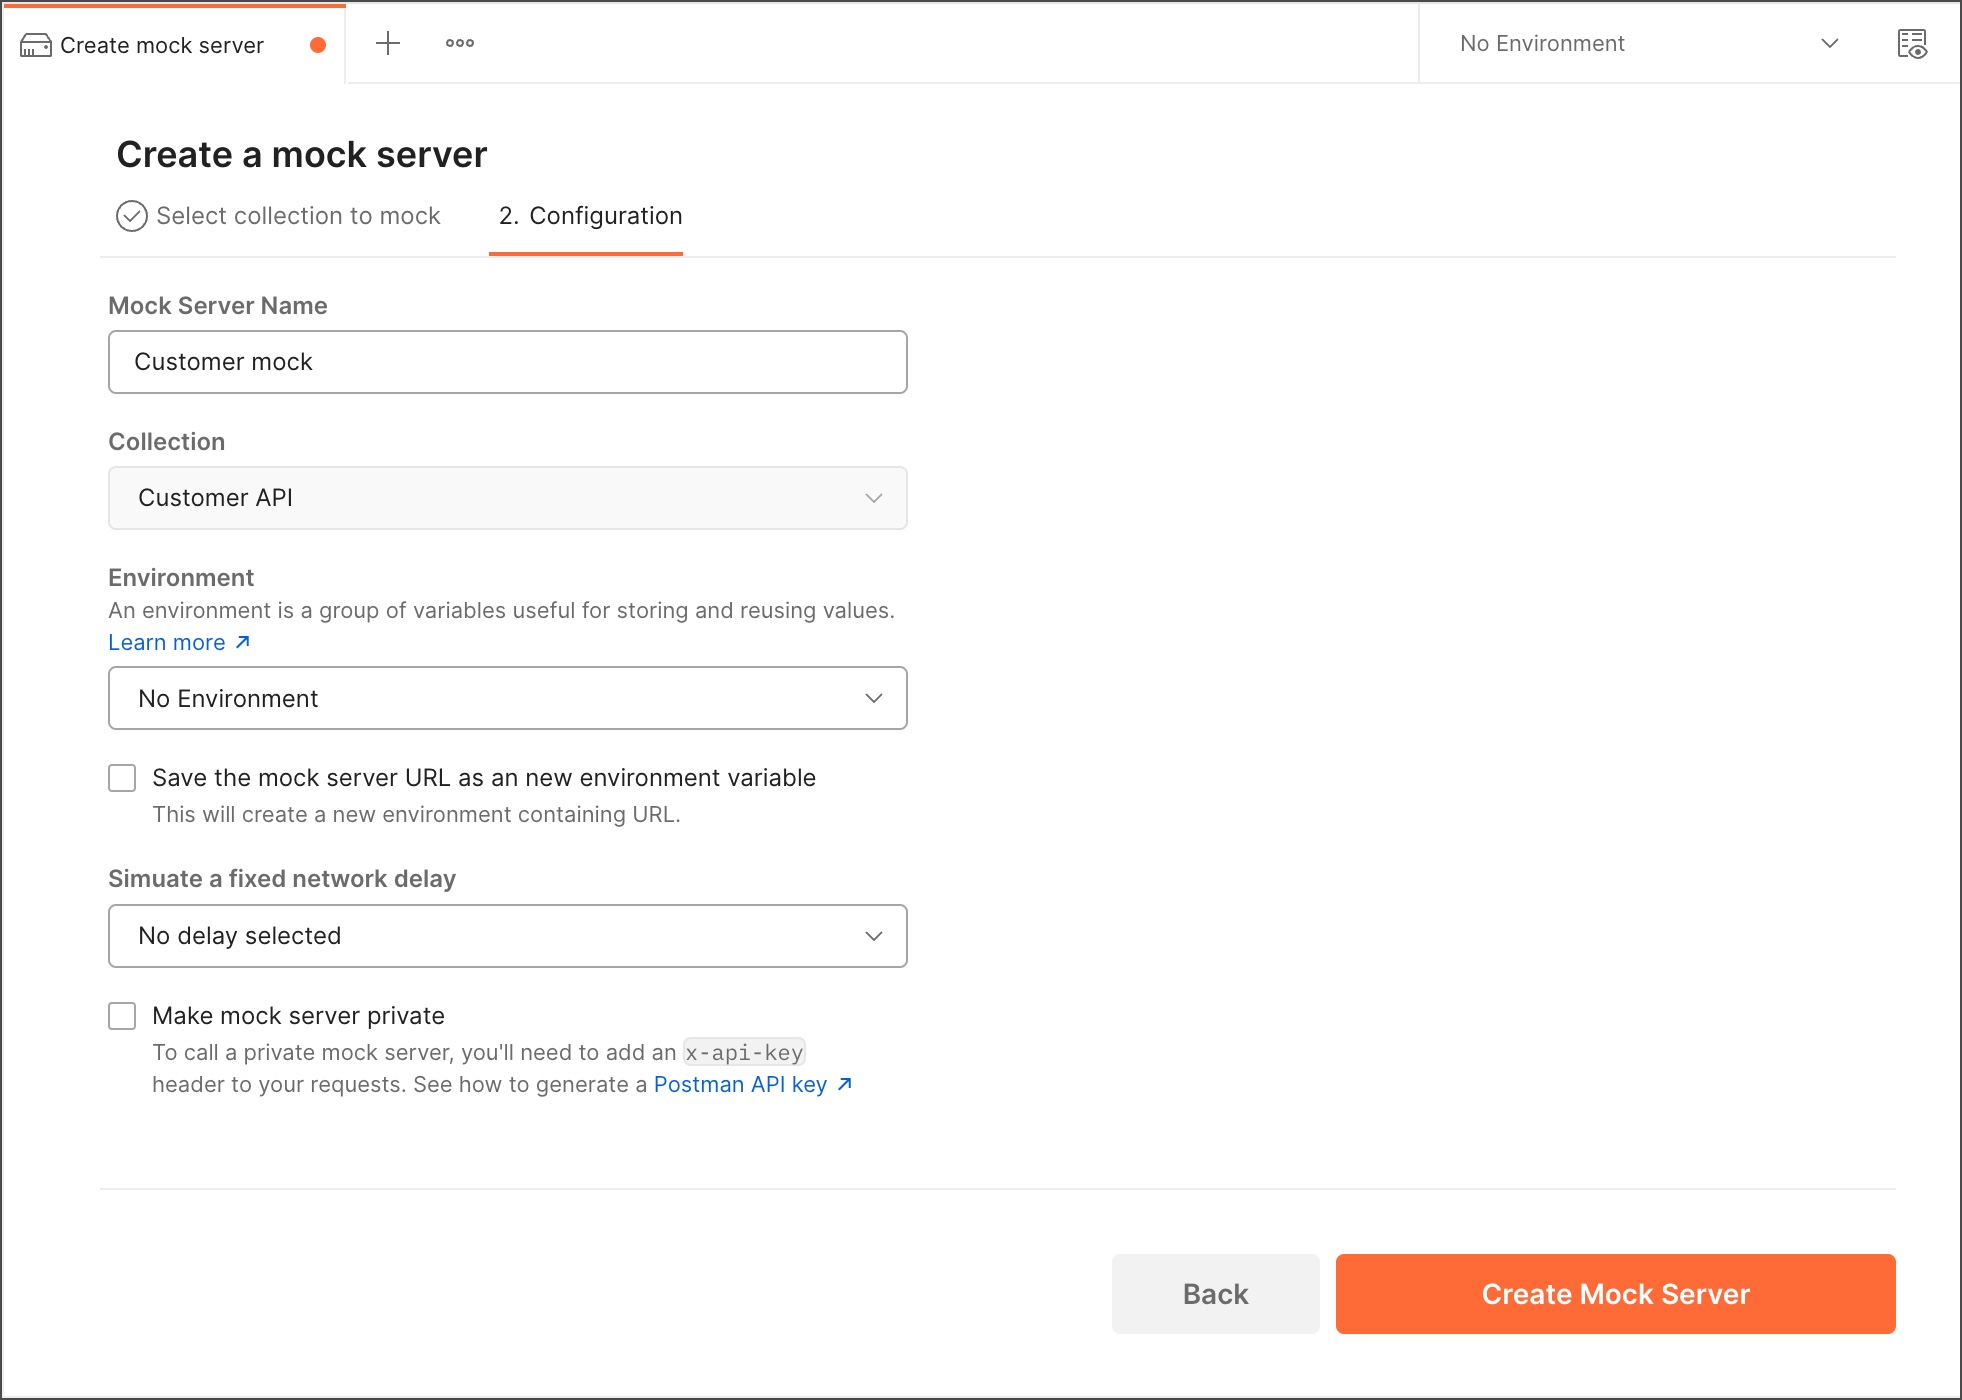 Create mock server
No Environment
Create a mock server
Select collection to mock
2. Configuration
Mock Server Name
Customer mock
Collection
Customer API
Environment
An environment is a group of variables useful for storing and reusing values.
Learn more
No Environment
Save the mock server URL as an new environment variable
This will create a new environment containing URL.
Simuate a fixed network delay
No delay selected
Make mock server private
To call a private mock server, you'll need to add an x-api-key
header to your requests. See how to generate a Postman API key
Back
Create Mock Server